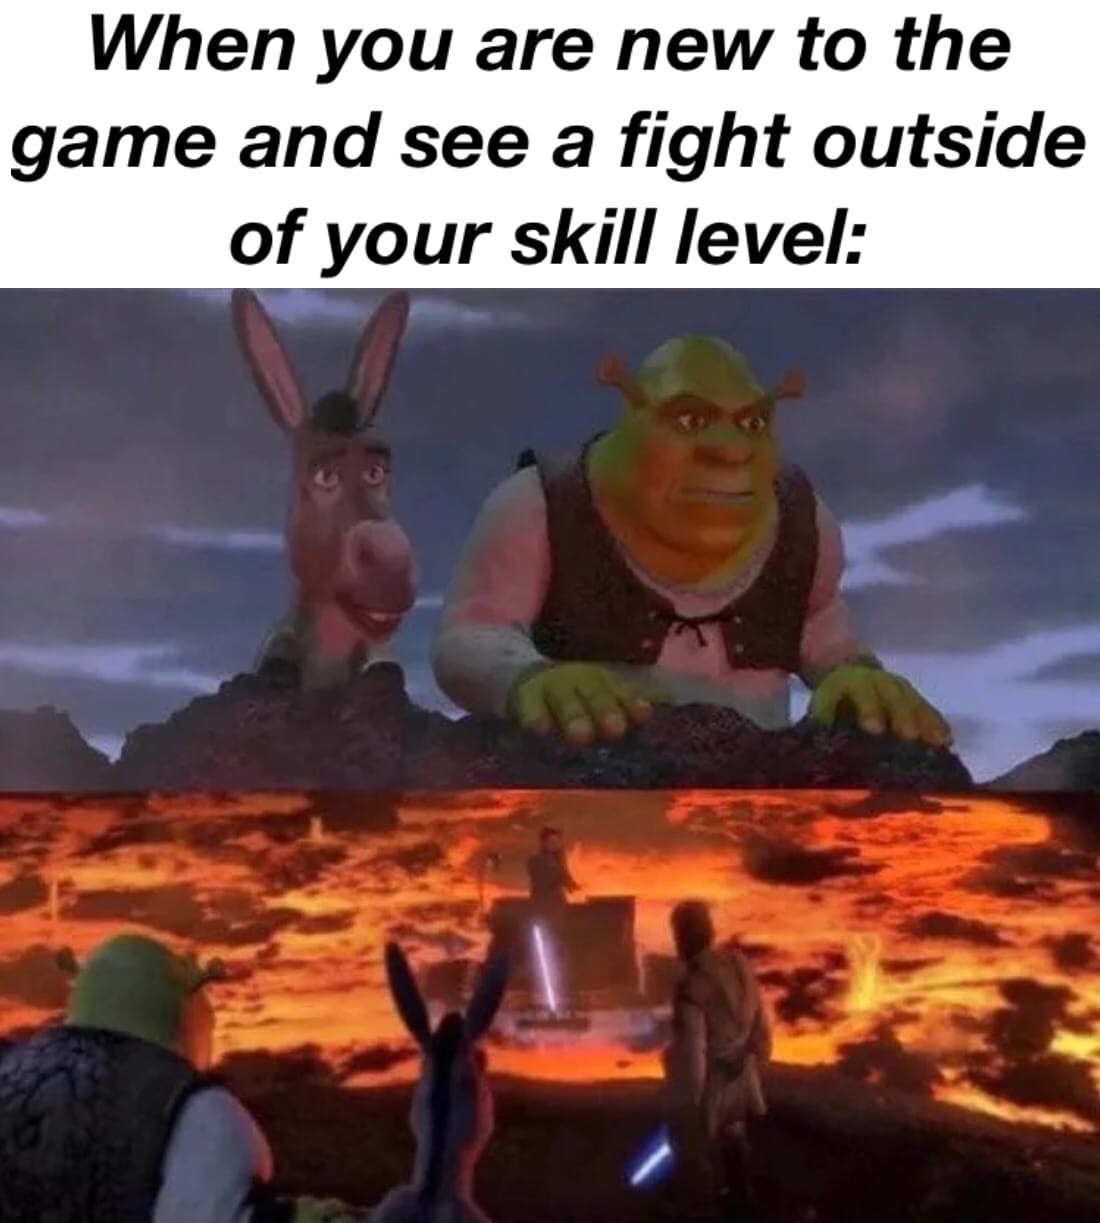 When you are new to the
game and see a fight outside
of your skill level: